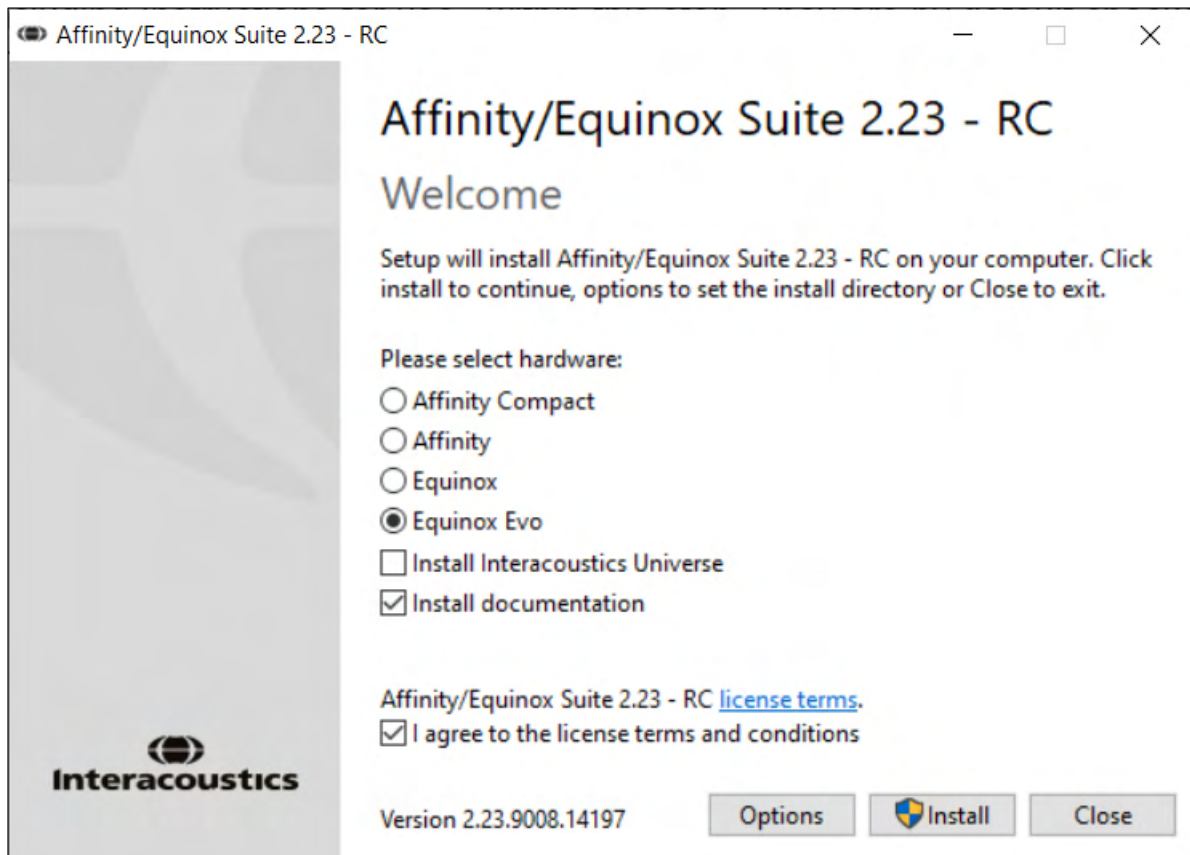 Affinity/Equinox Suite 2.23 - RC
Affinity/Equinox Suite 2.23 - RC
Welcome
Setup will install Affinity/Equinox Suite 2.23 - RC on your computer. Click
install to continue, options to set the install directory or Close to exit.
Please select hardware:
Affinity Compact
Affinity
Equinox
Equinox Evo
Install Interacoustics Universe
Install documentation
Affinity/Equinox Suite 2.23 - RC license terms.
I agree to the license terms and conditions
Interacoustics
Version 2.23.9008.14197
Options
Install
Close